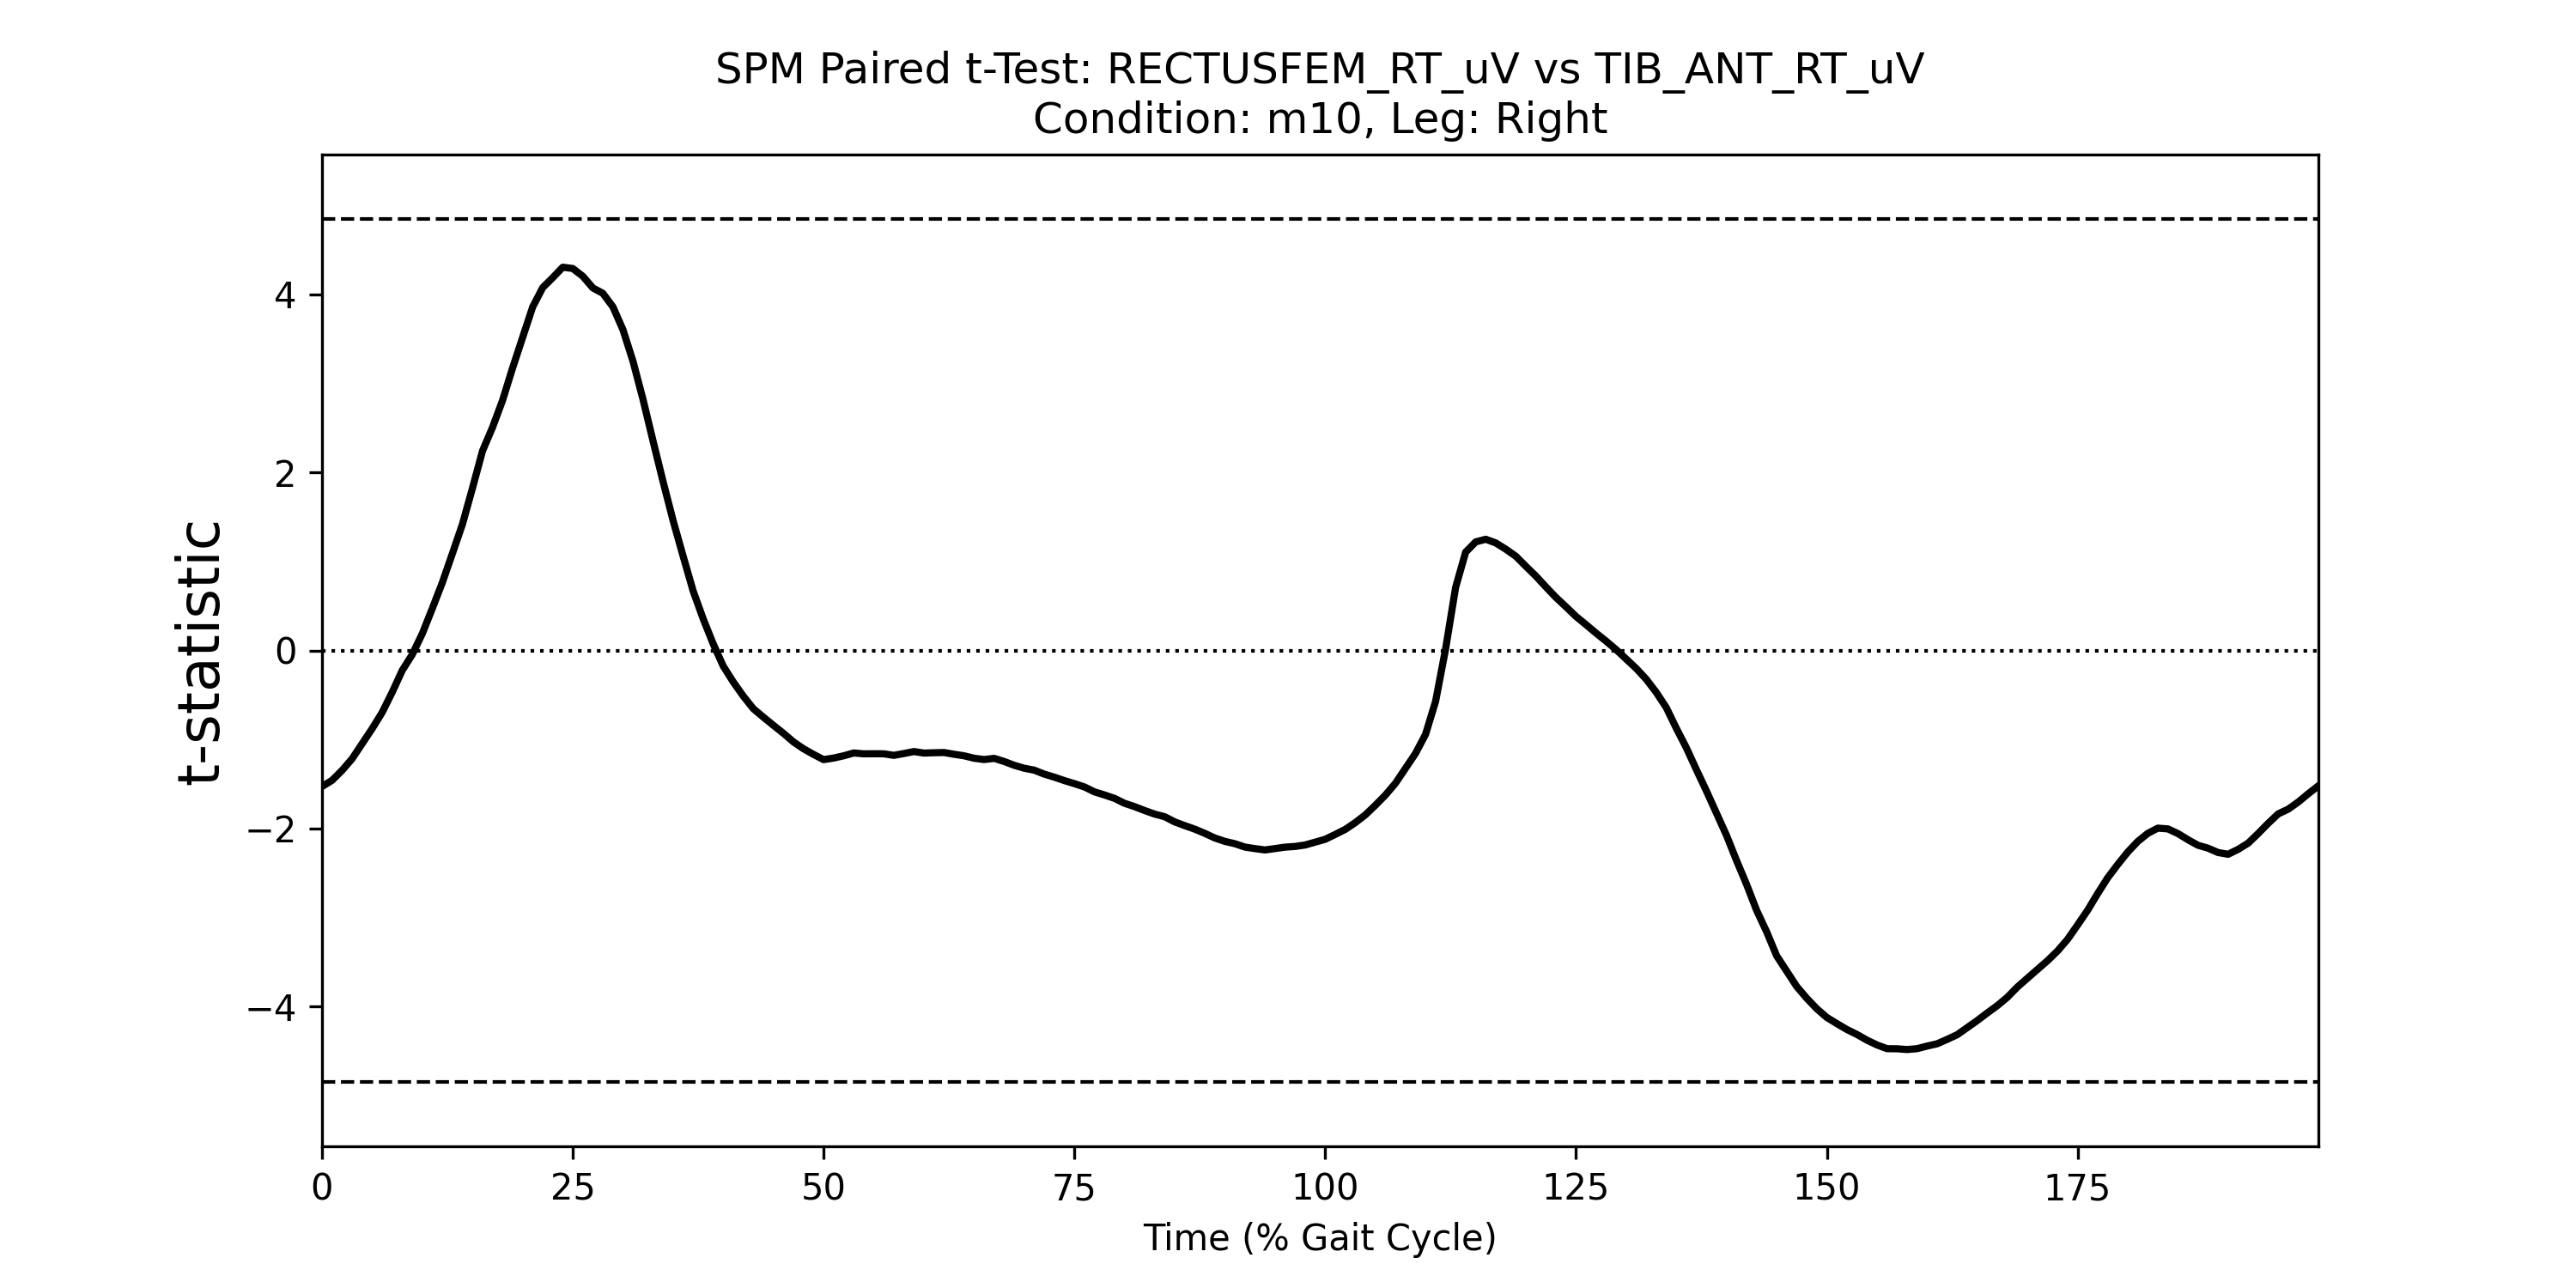 SPM Paired t-Test: RECTUSFEM_RT_uV vs TIB_ANT_RT_uV
Condition: m10, Leg: Right
t-statistic
4
2
0
−2
−4
0 25 50 75 100 125 150 175
Time (% Gait Cycle)